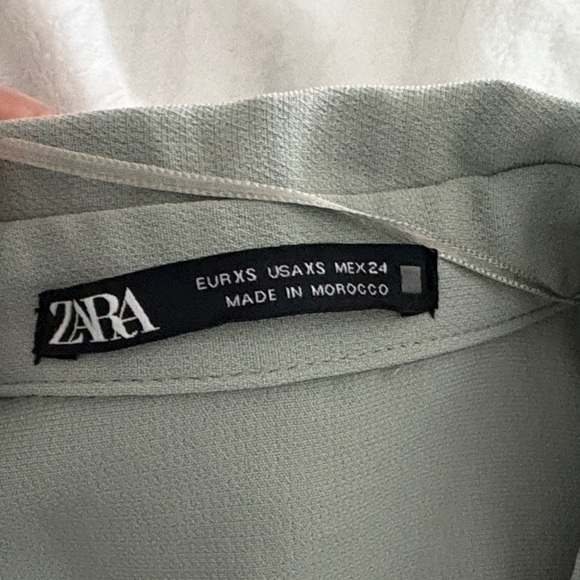 ZARA
EUR XS USA XS MEX 24
MADE IN MOROCCO